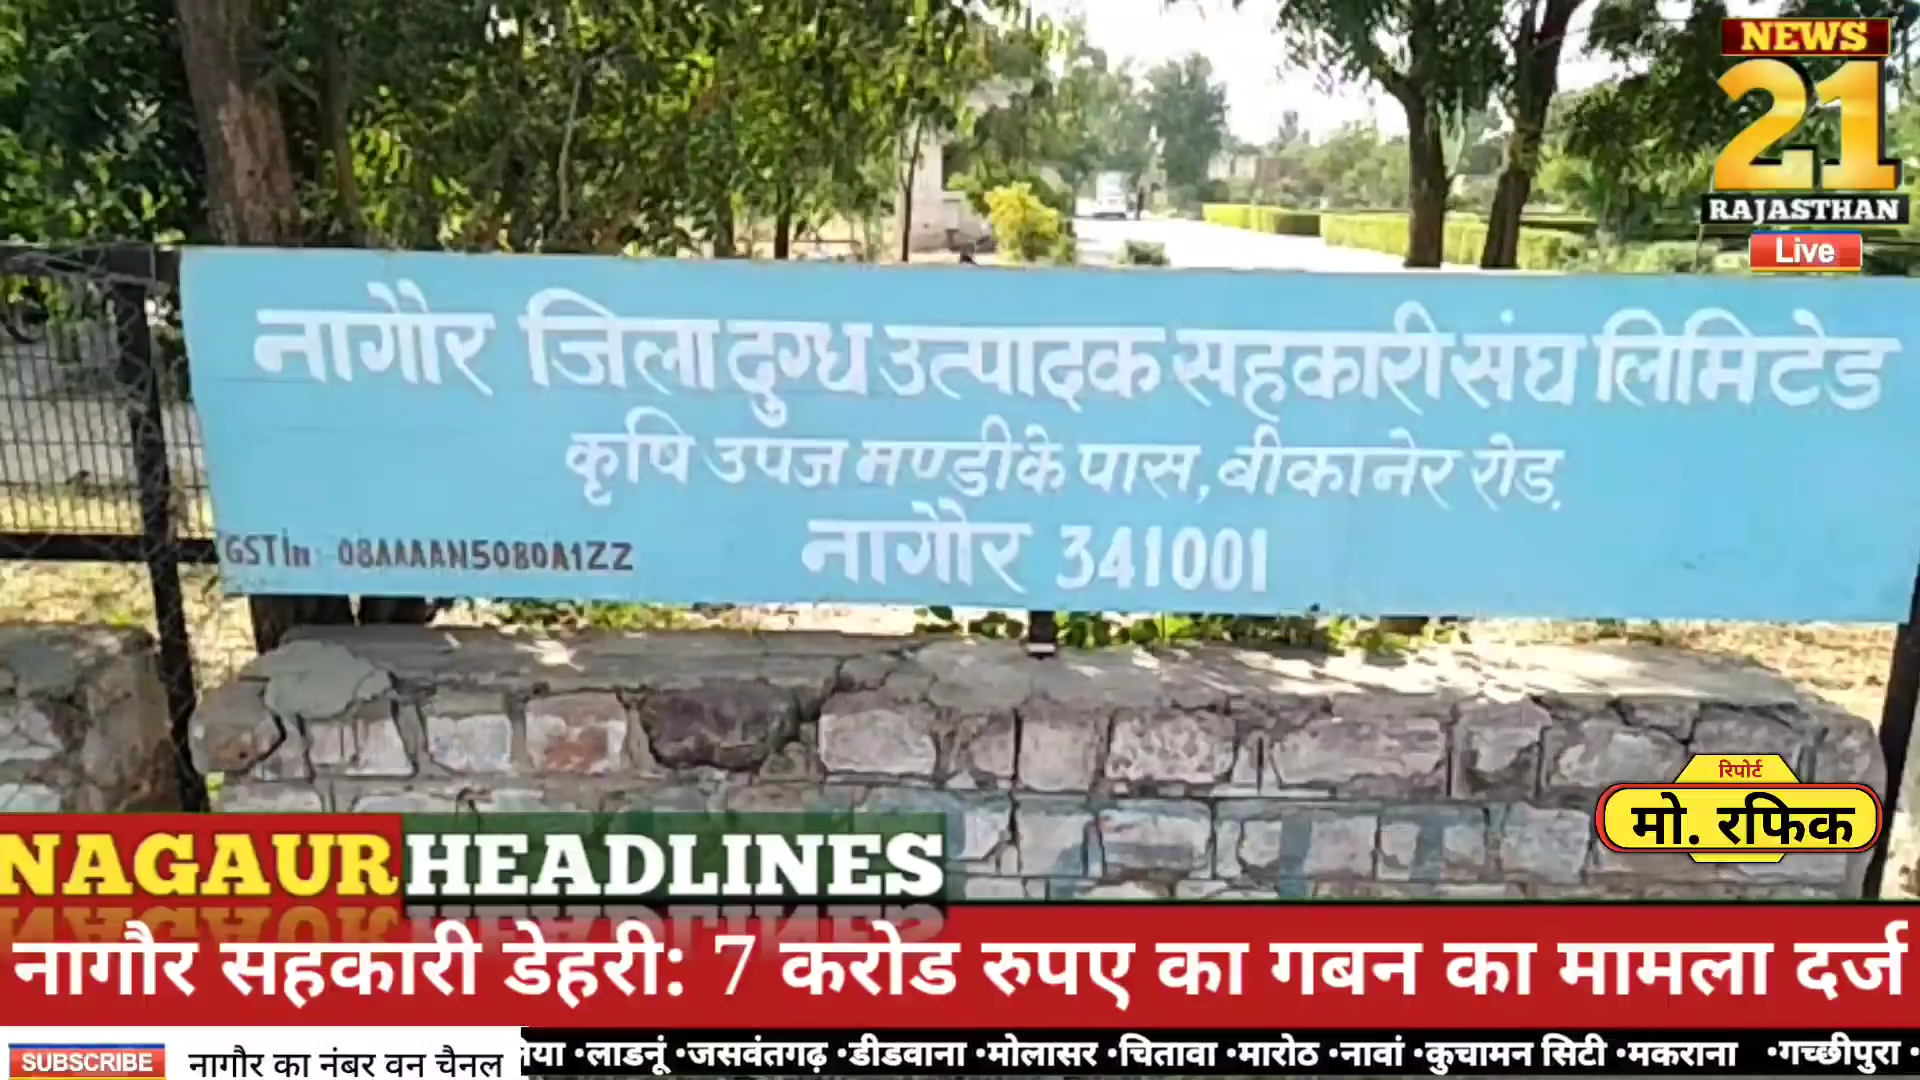 NEWS
21
RAJASTHAN
Live
नागौर जिला दुग्ध उत्पादक सहकारी संघ लिमिटेड
कृषि उपज मण्डी के पास, बीकानेर रोड़,
नागौर 341001
GSTin: 08AAAAN5080A1ZZ
रिपोर्ट
मो. रफिक
NAGAUR HEADLINES
नागौर सहकारी डेहरी: 7 करोड रुपए का गबन का मामला दर्ज
SUBSCRIBE नागौर का नंबर वन चैनल
•लाडनूं •जसवंतगढ़ •डीडवाना •मोलासर •चितावा •मारोठ •नावां •कुचामन सिटी •मकराना •गच्छीपुरा •